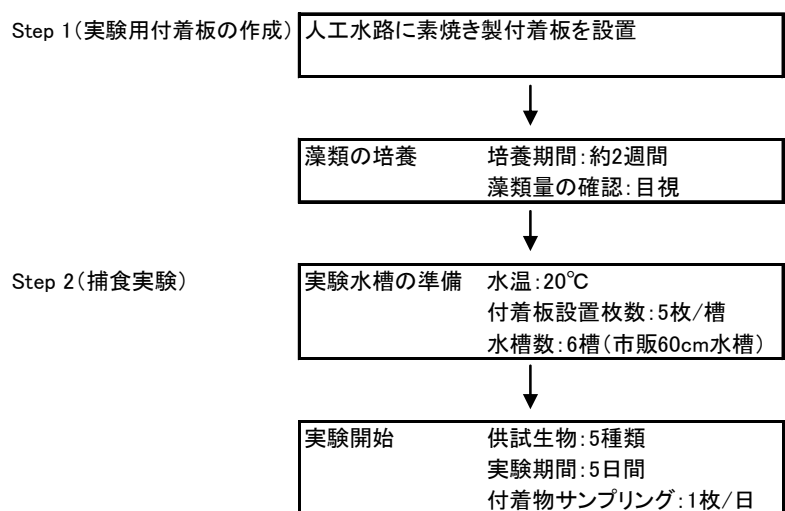 Step 1(実験用付着板の作成) 人工水路に素焼き製付着板を設置
藻類の培養 培養期間:約2週間
藻類量の確認:目視
Step 2(捕食実験) 実験水槽の準備 水温:20℃
付着板設置枚数:5枚/槽
水槽数:6槽(市販60cm水槽)
実験開始 供試生物:5種類
実験期間:5日間
付着物サンプリング:1枚/日